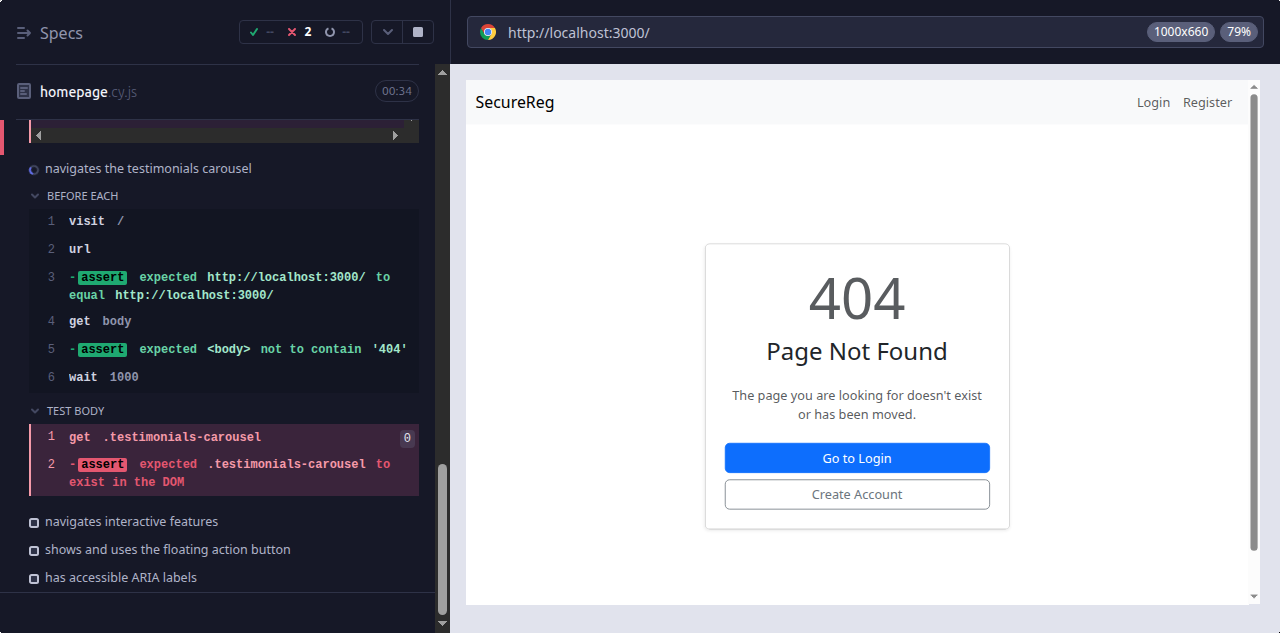 Specs
-- 2 --
homepage.cy.js
00:34
navigates the testimonials carousel
BEFORE EACH
1 visit /
2 url
3 -assert expected http://localhost:3000/ to
equal http://localhost:3000/
4 get body
5 -assert expected <body> not to contain '404'
6 wait 1000
TEST BODY
1 get .testimonials-carousel 0
2 -assert expected .testimonials-carousel to
exist in the DOM
navigates interactive features
shows and uses the floating action button
has accessible ARIA labels
http://localhost:3000/
1000x660 79%
SecureReg
Login Register
404
Page Not Found
The page you are looking for doesn't exist
or has been moved.
Go to Login
Create Account